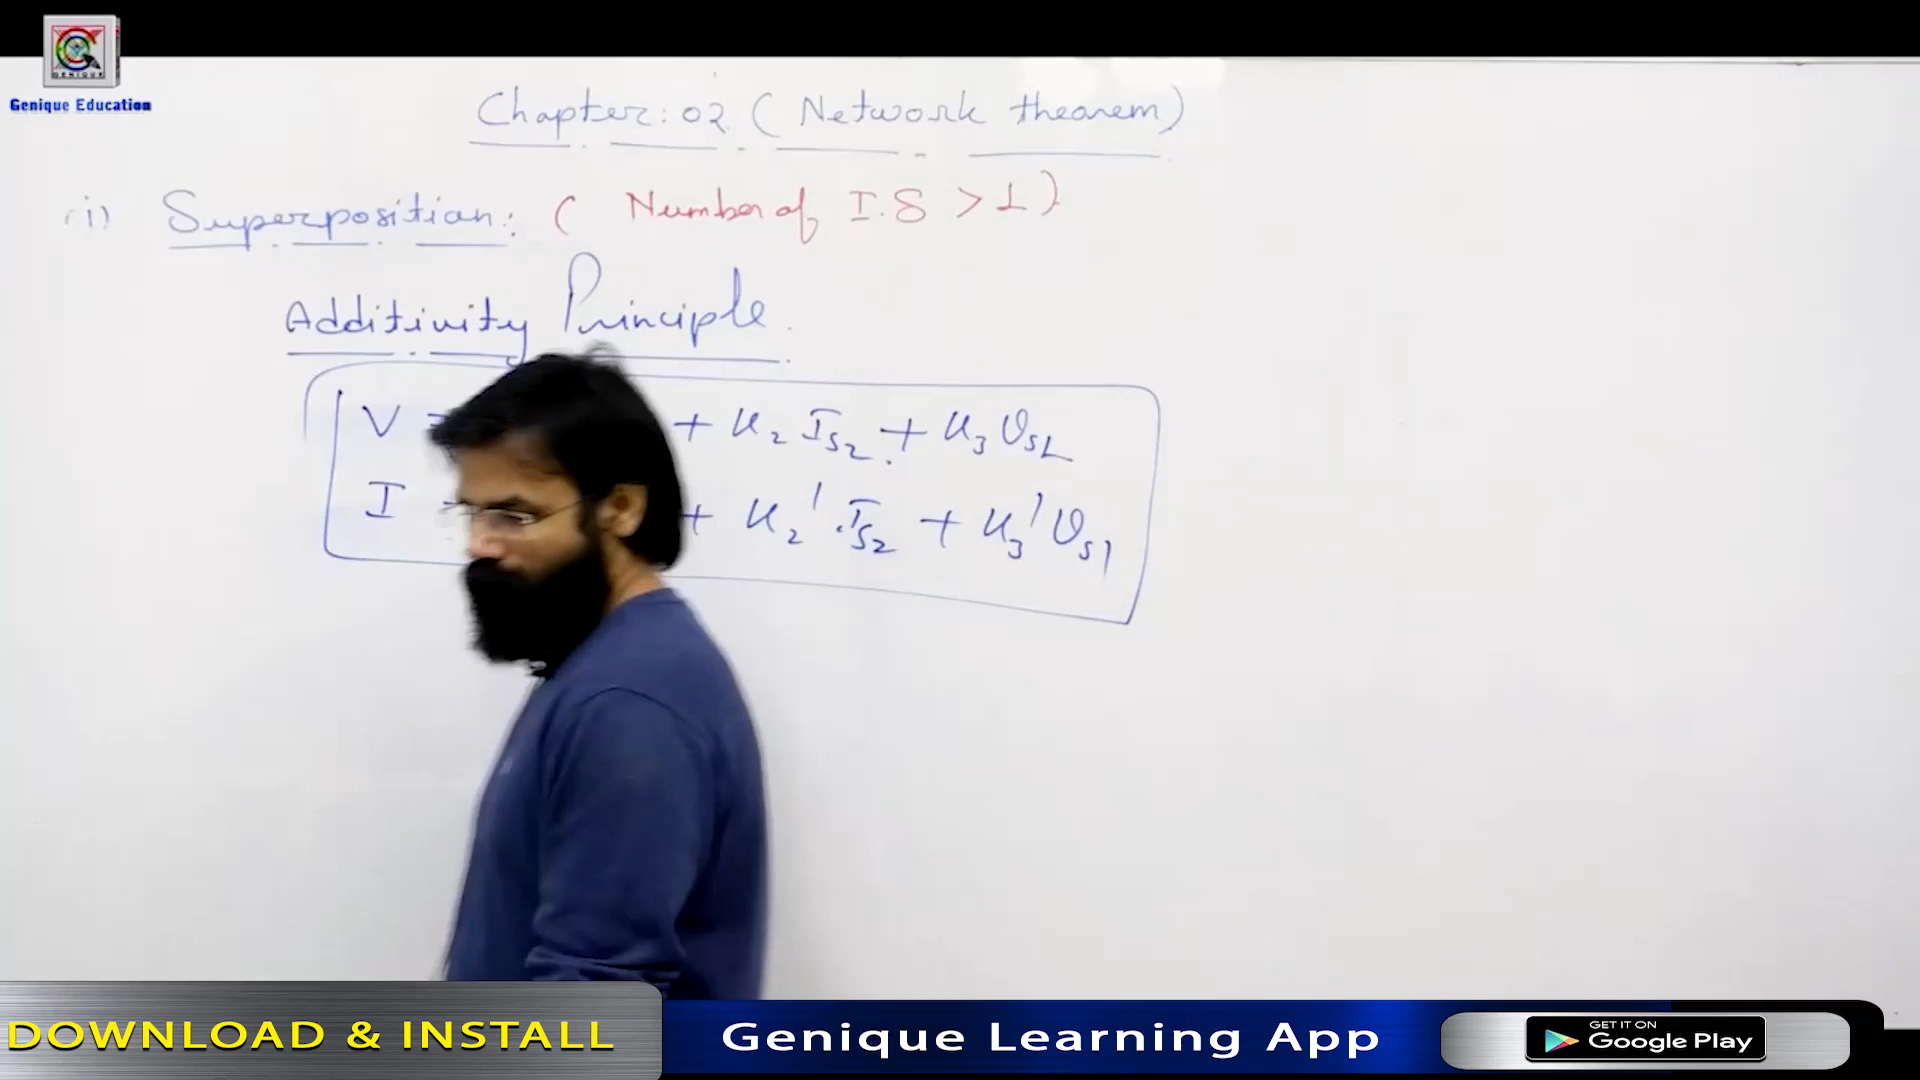 GENIQUE
Genique Education
Chapter: 02 ( Network theorem)
(i) Superposition: ( Number of I.S > 1 )
Additivity Principle.
V = + K2 IS2 + K3 VS1
I = + K2' . IS2 + K3' VS1
DOWNLOAD & INSTALL
Genique Learning App
GET IT ON
Google Play